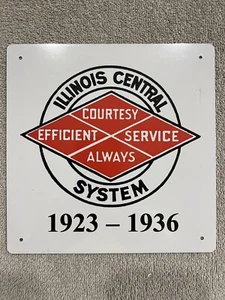 ILLINOIS CENTRAL
COURTESY
EFFICIENT SERVICE
ALWAYS
SYSTEM
1923 – 1936